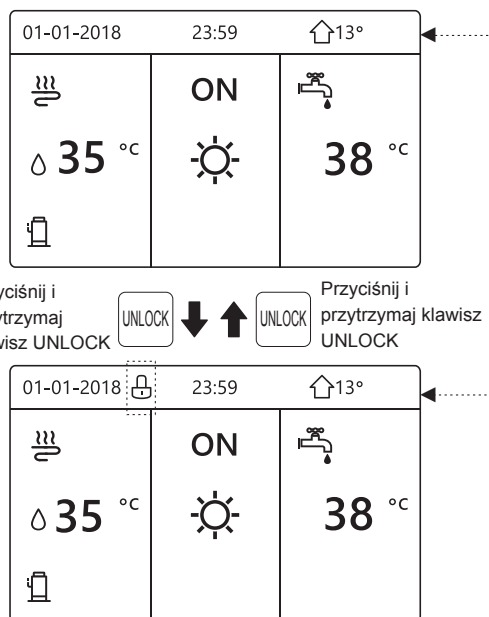 01-01-2018 23:59 13°
ON
35 °C 38 °C
Przyciśnij i
przytrzymaj klawisz
UNLOCK
UNLOCK UNLOCK
UNLOCK
01-01-2018 23:59 13°
ON
35 °C 38 °C